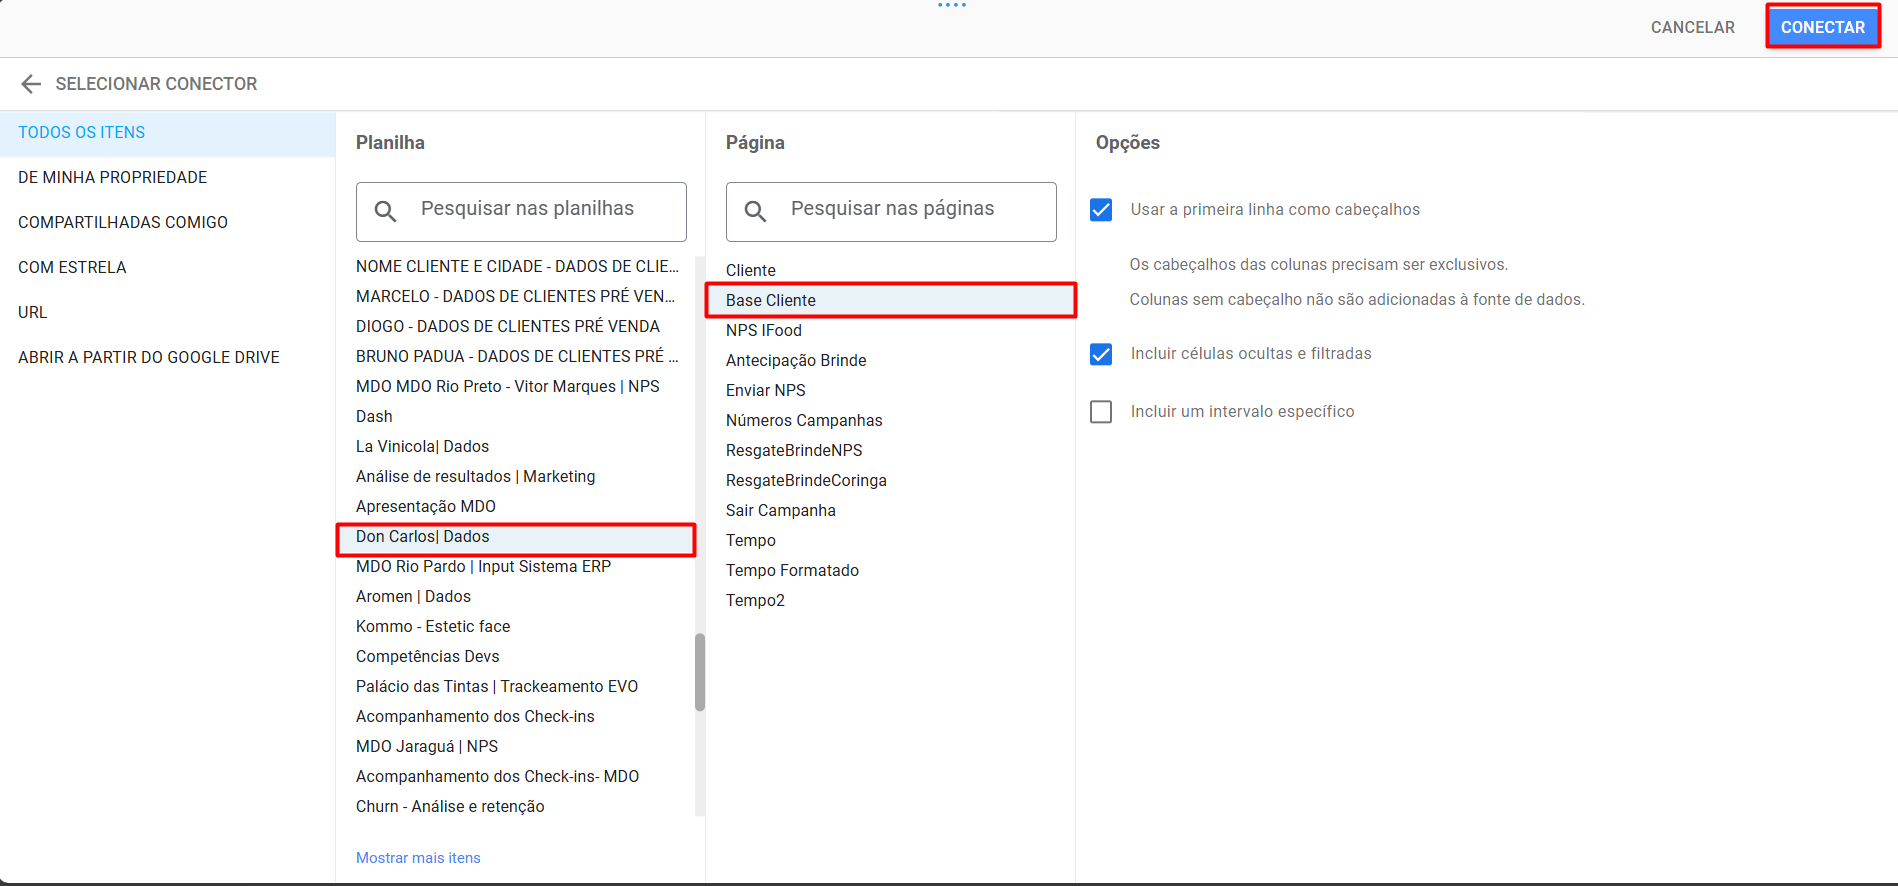 CANCELAR
CONECTAR
SELECIONAR CONECTOR
TODOS OS ITENS
DE MINHA PROPRIEDADE
COMPARTILHADAS COMIGO
COM ESTRELA
URL
ABRIR A PARTIR DO GOOGLE DRIVE
Planilha
Pesquisar nas planilhas
NOME CLIENTE E CIDADE - DADOS DE CLIE...
MARCELO - DADOS DE CLIENTES PRÉ VEN...
DIOGO - DADOS DE CLIENTES PRÉ VENDA
BRUNO PADUA - DADOS DE CLIENTES PRÉ ...
MDO MDO Rio Preto - Vitor Marques | NPS
Dash
La Vinicola| Dados
Análise de resultados | Marketing
Apresentação MDO
Don Carlos| Dados
MDO Rio Pardo | Input Sistema ERP
Aromen | Dados
Kommo - Estetic face
Competências Devs
Palácio das Tintas | Trackeamento EVO
Acompanhamento dos Check-ins
MDO Jaraguá | NPS
Acompanhamento dos Check-ins- MDO
Churn - Análise e retenção
Mostrar mais itens
Página
Pesquisar nas páginas
Cliente
Base Cliente
NPS IFood
Antecipação Brinde
Enviar NPS
Números Campanhas
ResgateBrindeNPS
ResgateBrindeCoringa
Sair Campanha
Tempo
Tempo Formatado
Tempo2
Opções
Usar a primeira linha como cabeçalhos
Os cabeçalhos das colunas precisam ser exclusivos.
Colunas sem cabeçalho não são adicionadas à fonte de dados.
Incluir células ocultas e filtradas
Incluir um intervalo específico